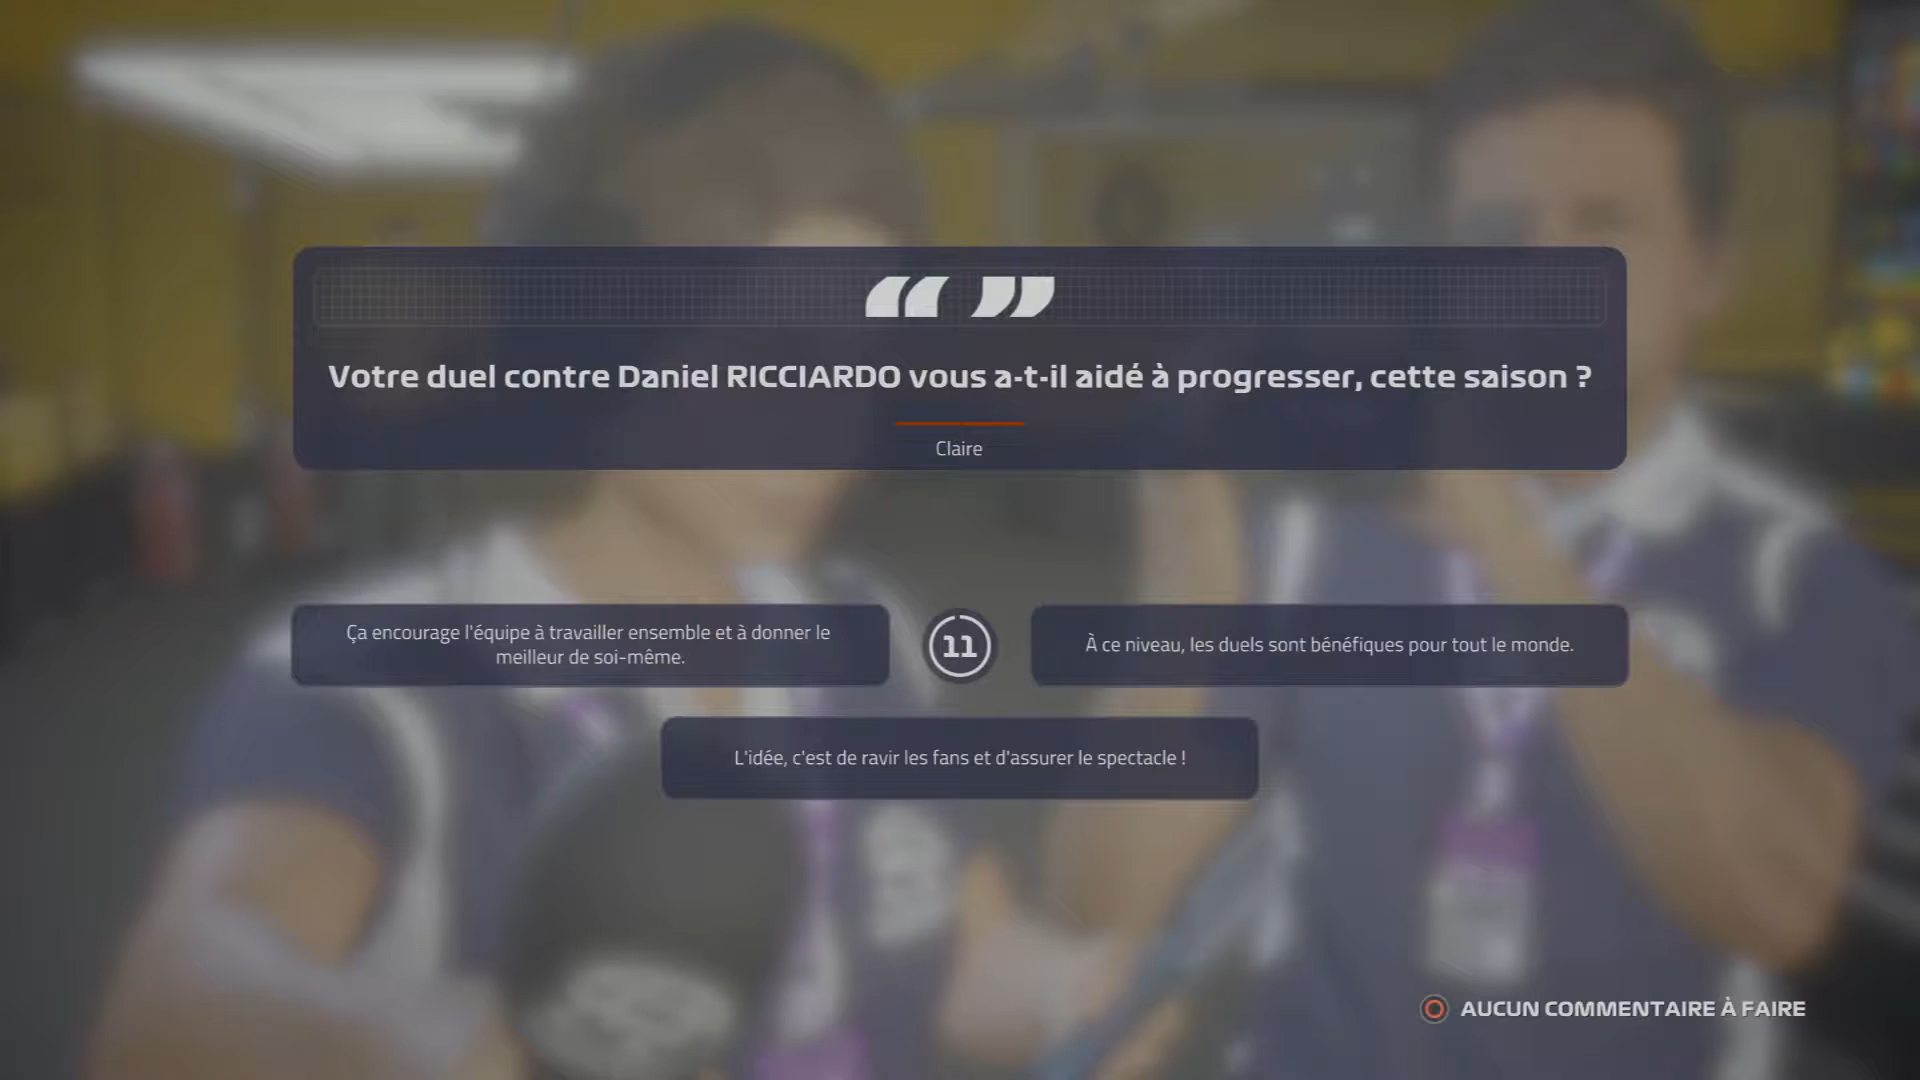 “ ”
Votre duel contre Daniel RICCIARDO vous a-t-il aidé à progresser, cette saison ?
Claire
Ça encourage l'équipe à travailler ensemble et à donner le
meilleur de soi-même.
11
À ce niveau, les duels sont bénéfiques pour tout le monde.
L'idée, c'est de ravir les fans et d'assurer le spectacle !
AUCUN COMMENTAIRE À FAIRE